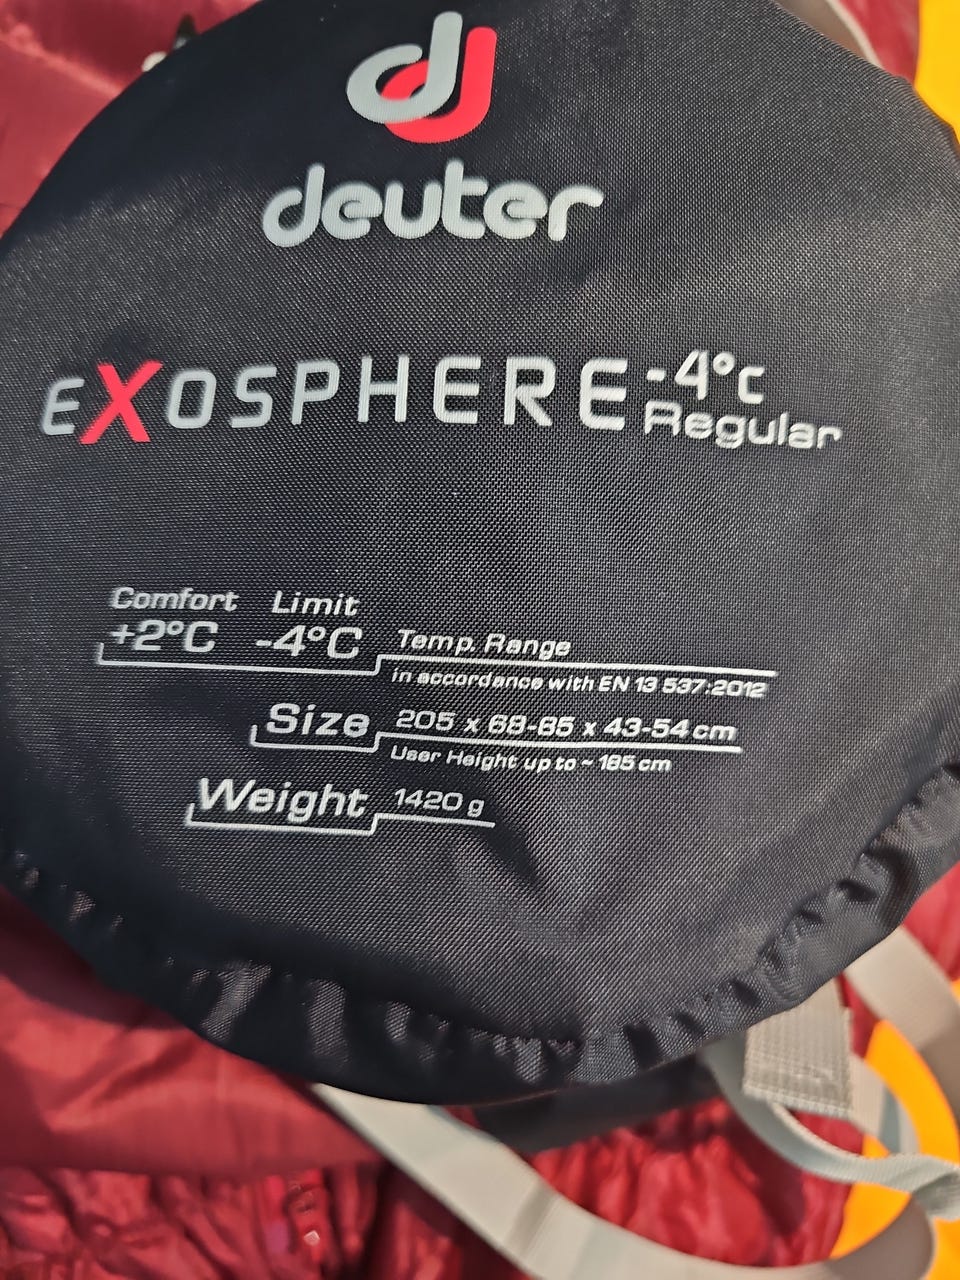 deuter
EXOSPHERE -4°C
Regular
Comfort Limit
+2°C -4°C Temp. Range
in accordance with EN 13 537:2012
Size 205 x 68-85 x 43-54 cm
User Height up to ~ 185 cm
Weight 1420 g